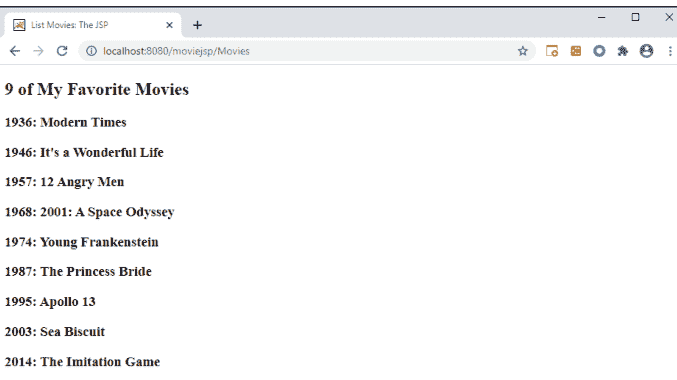 List Movies: The JSP
localhost:8080/moviejsp/Movies
9 of My Favorite Movies
1936: Modern Times
1946: It's a Wonderful Life
1957: 12 Angry Men
1968: 2001: A Space Odyssey
1974: Young Frankenstein
1987: The Princess Bride
1995: Apollo 13
2003: Sea Biscuit
2014: The Imitation Game